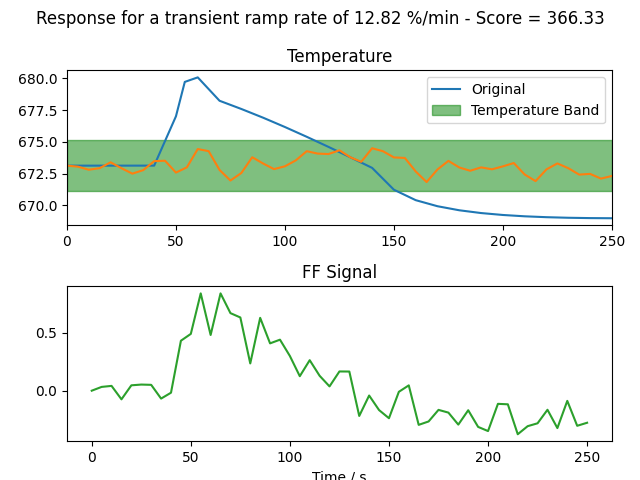 Response for a transient ramp rate of 12.82 %/min - Score = 366.33
Temperature
680.0
677.5
675.0
672.5
670.0
Original
Temperature Band
0 50 100 150 200 250
FF Signal
0.5
0.0
0 50 100 150 200 250
Time / s